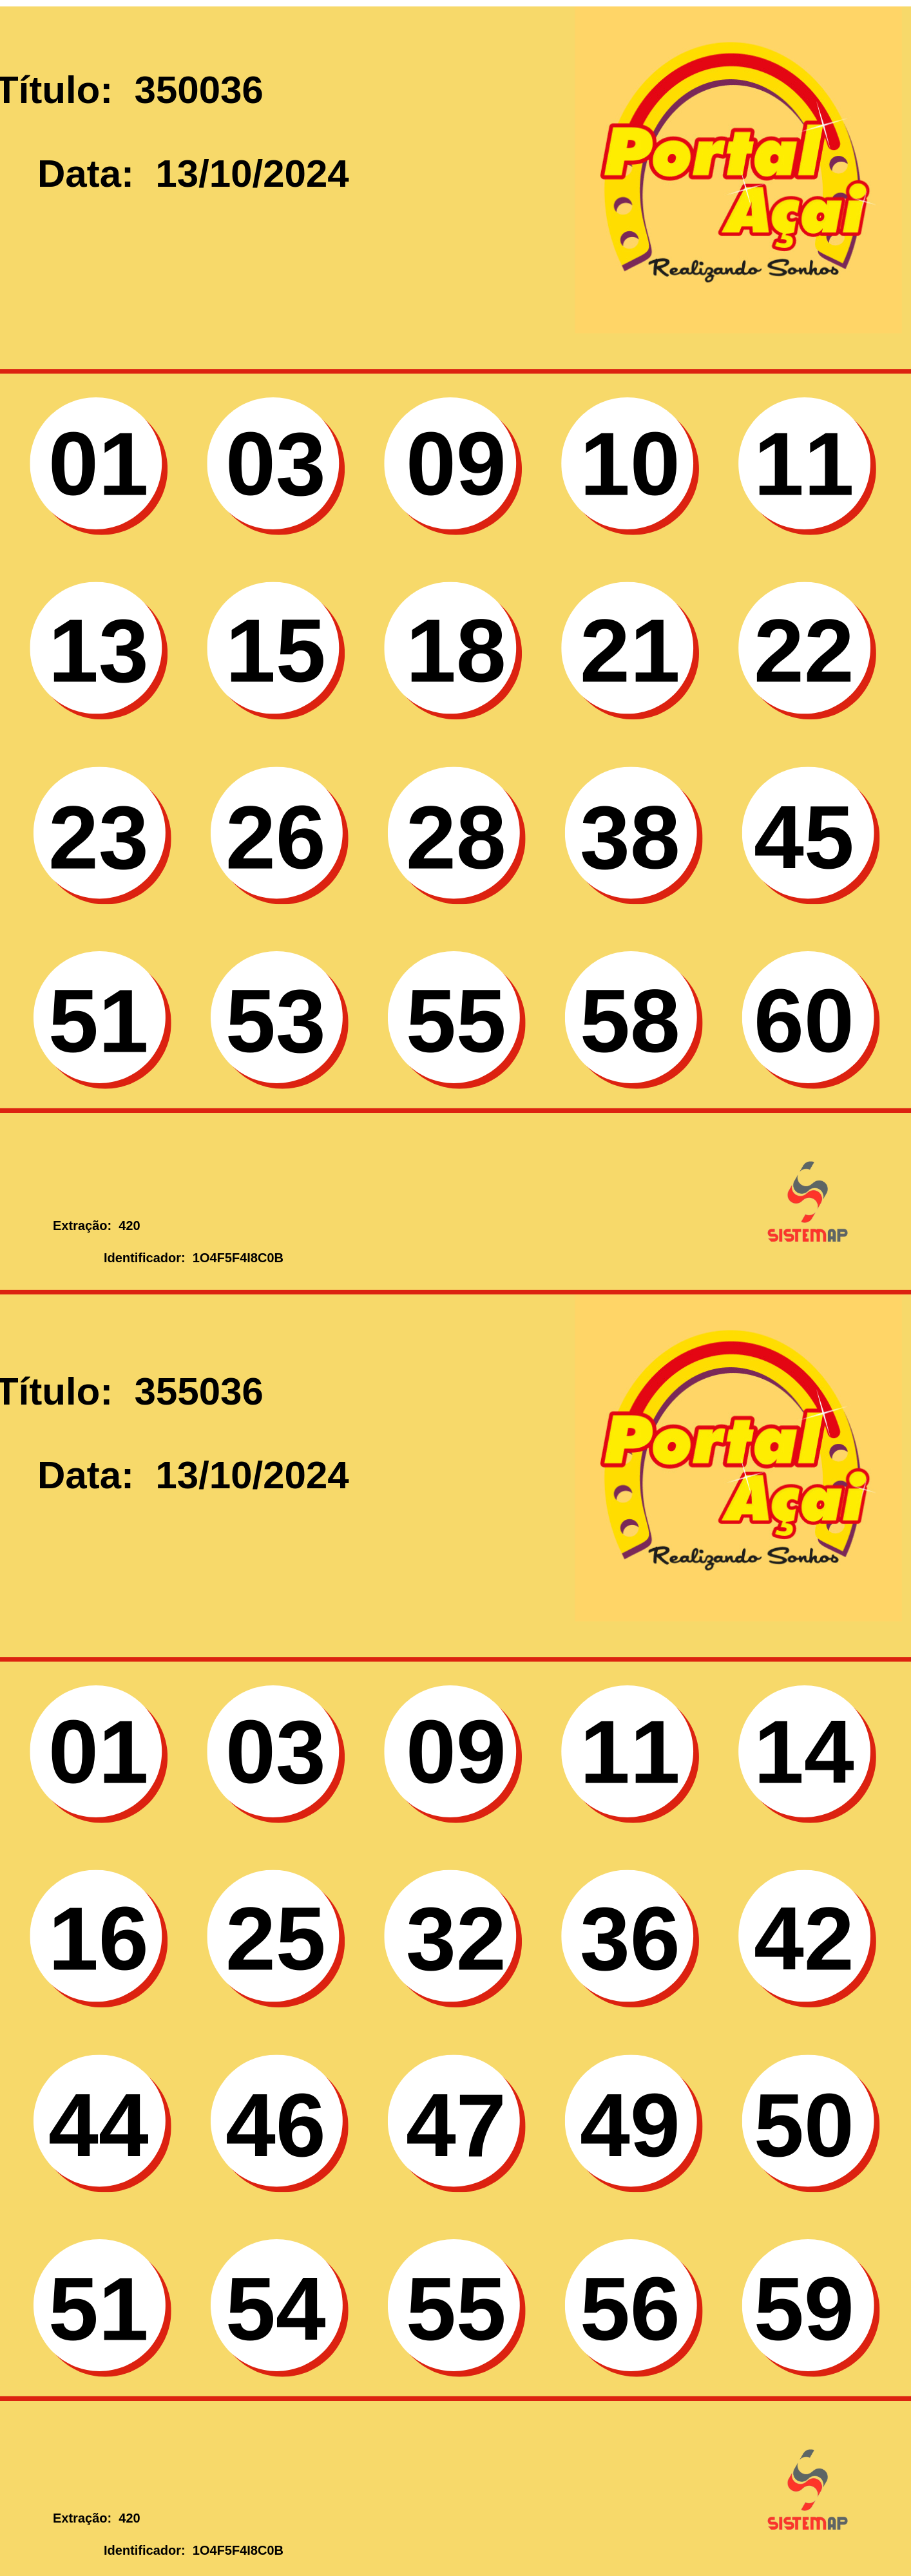 Título: 350036
Data: 13/10/2024
Portal
Açai
Realizando Sonhos
01 03 09 10 11
13 15 18 21 22
23 26 28 38 45
51 53 55 58 60
Extração: 420
Identificador: 1O4F5F4I8C0B
SISTEMAP
Título: 355036
Data: 13/10/2024
Portal
Açai
Realizando Sonhos
01 03 09 11 14
16 25 32 36 42
44 46 47 49 50
51 54 55 56 59
Extração: 420
Identificador: 1O4F5F4I8C0B
SISTEMAP